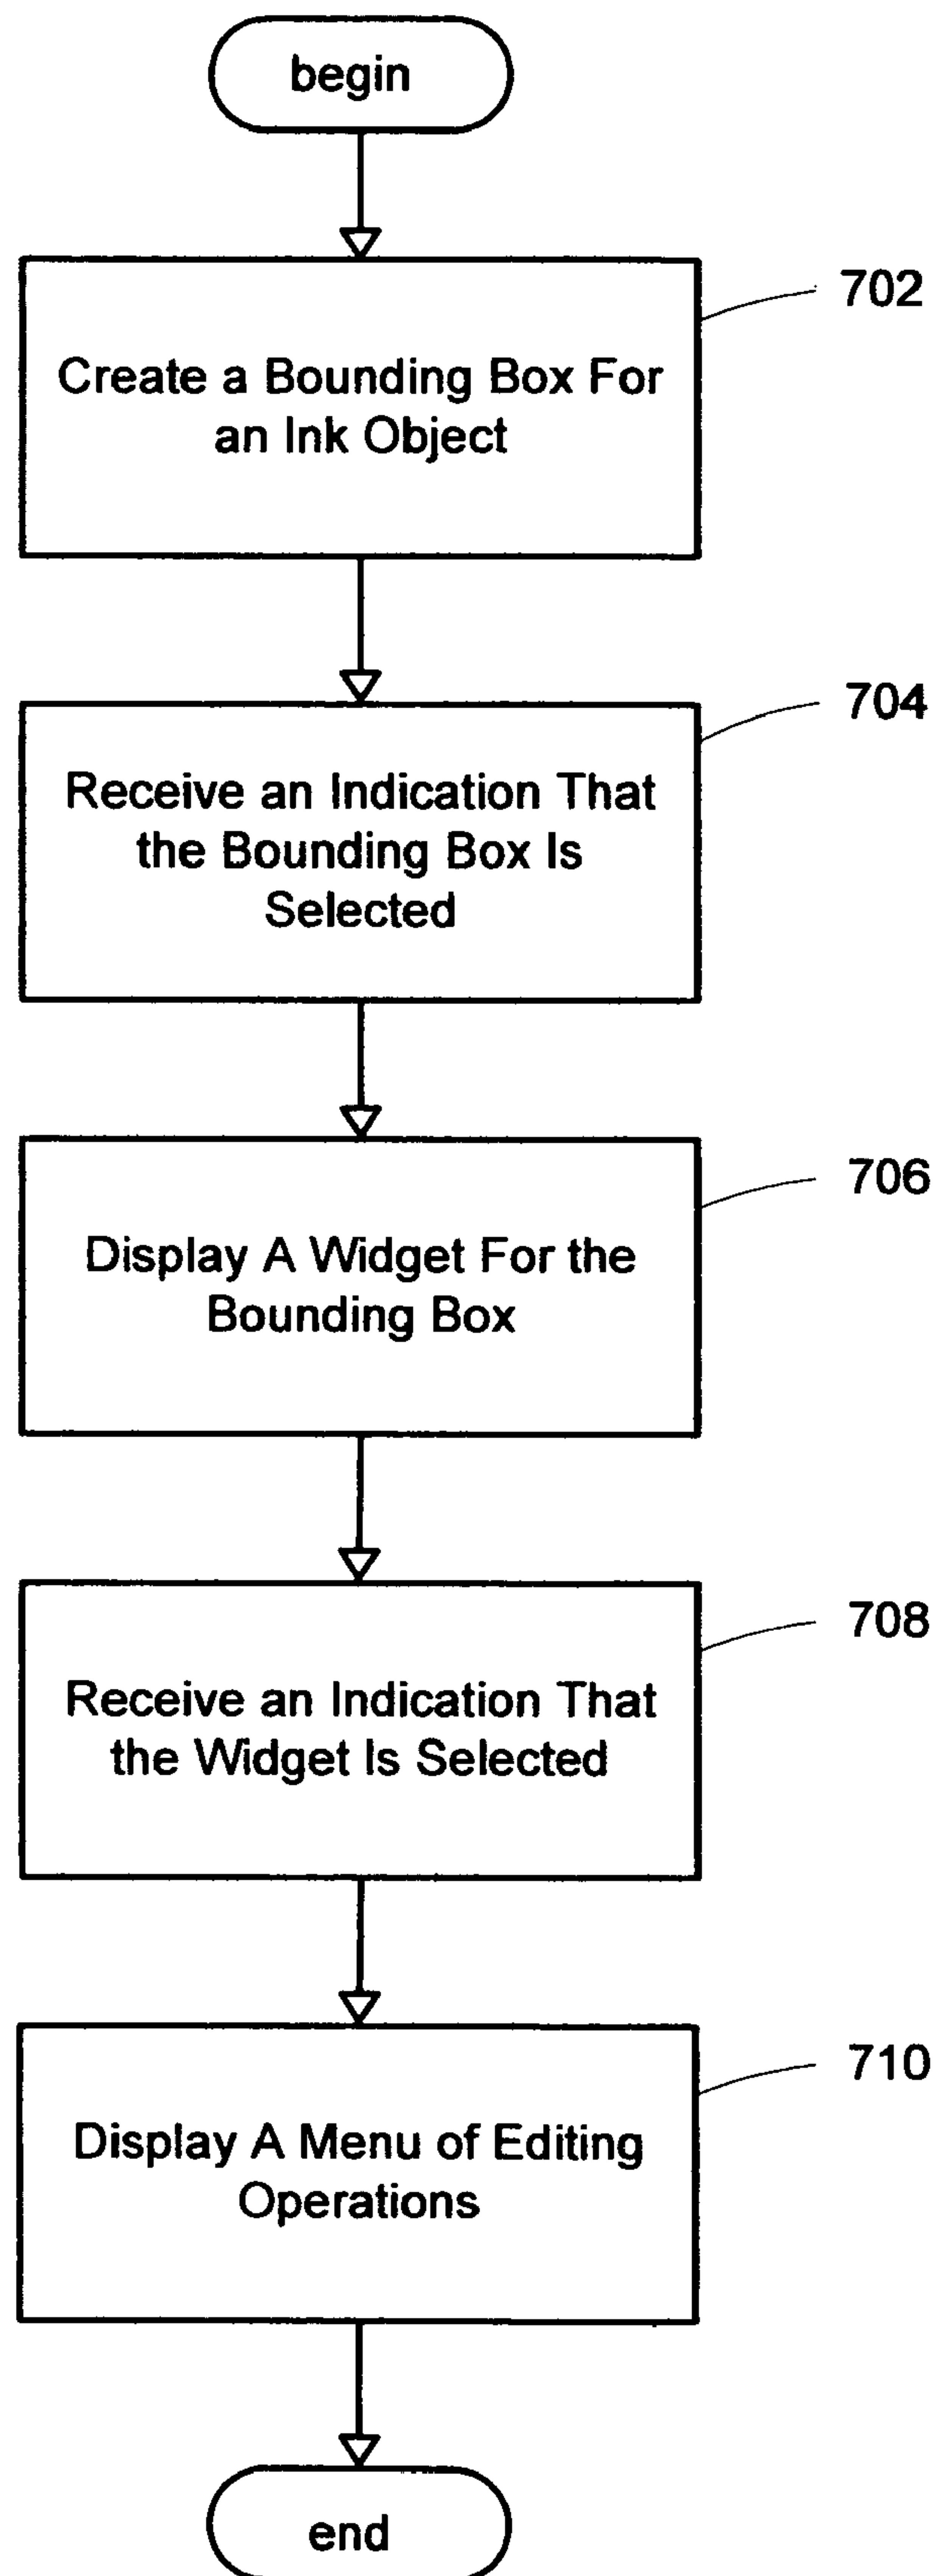 begin
702
Create a Bounding Box For
an Ink Object
704
Receive an Indication That
the Bounding Box Is
Selected
706
Display A Widget For the
Bounding Box
708
Receive an Indication That
the Widget Is Selected
710
Display A Menu of Editing
Operations
end